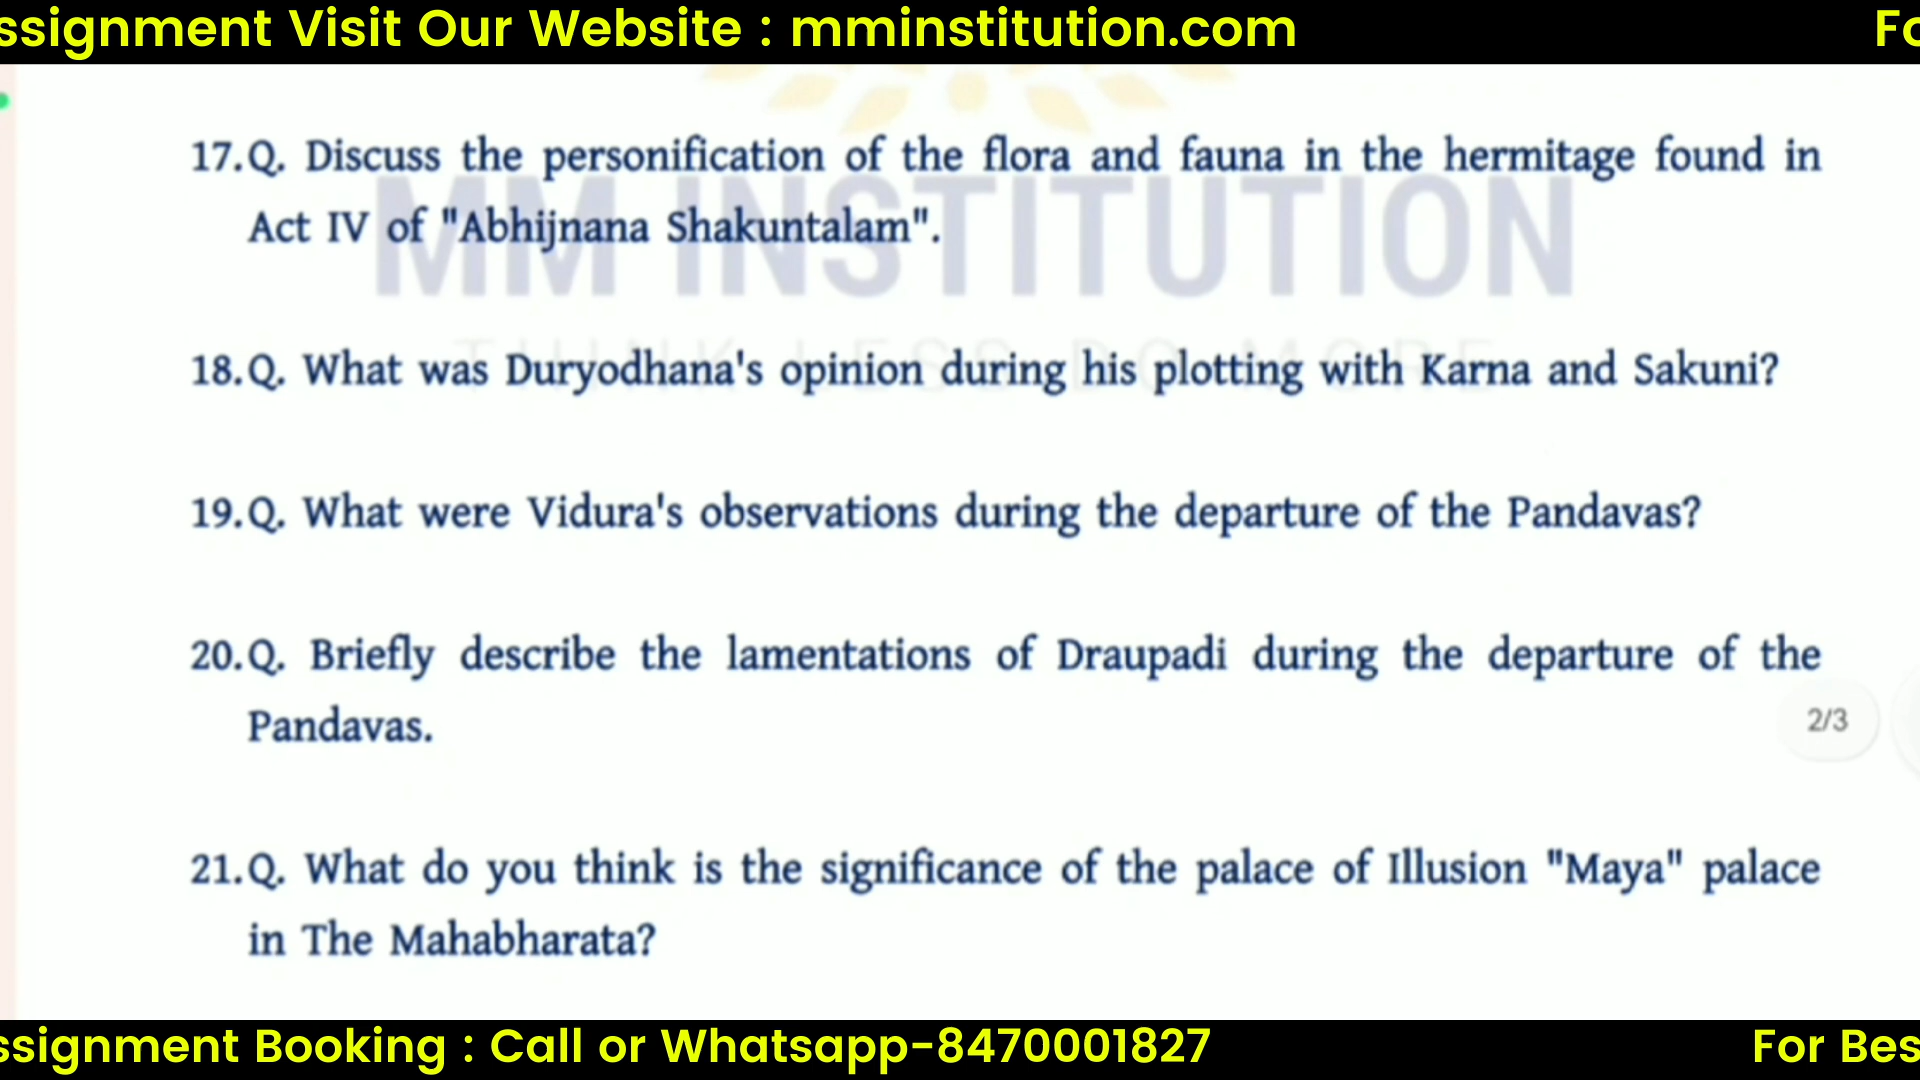 ssignment Visit Our Website : mminstitution.com
Fo
17.Q. Discuss the personification of the flora and fauna in the hermitage found in
Act IV of "Abhijnana Shakuntalam".
MM INSTITUTION
THINK LESS DO MORE
18.Q. What was Duryodhana's opinion during his plotting with Karna and Sakuni?
19.Q. What were Vidura's observations during the departure of the Pandavas?
20.Q. Briefly describe the lamentations of Draupadi during the departure of the
Pandavas.
2/3
21.Q. What do you think is the significance of the palace of Illusion "Maya" palace
in The Mahabharata?
ssignment Booking : Call or Whatsapp-8470001827
For Bes